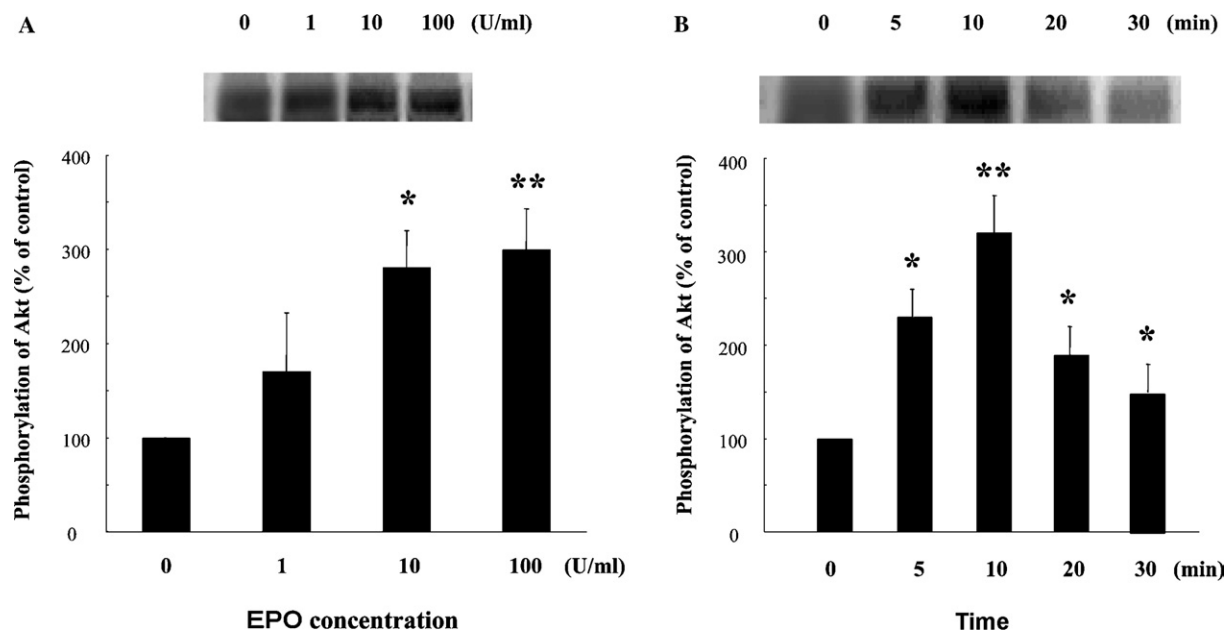 A 0 1 10 100 (U/ml)
Phosphorylation of Akt (% of control)
400
300
200
100
0
* **
0 1 10 100 (U/ml)
EPO concentration
B 0 5 10 20 30 (min)
Phosphorylation of Akt (% of control)
400
300
200
100
0
* ** * *
0 5 10 20 30 (min)
Time